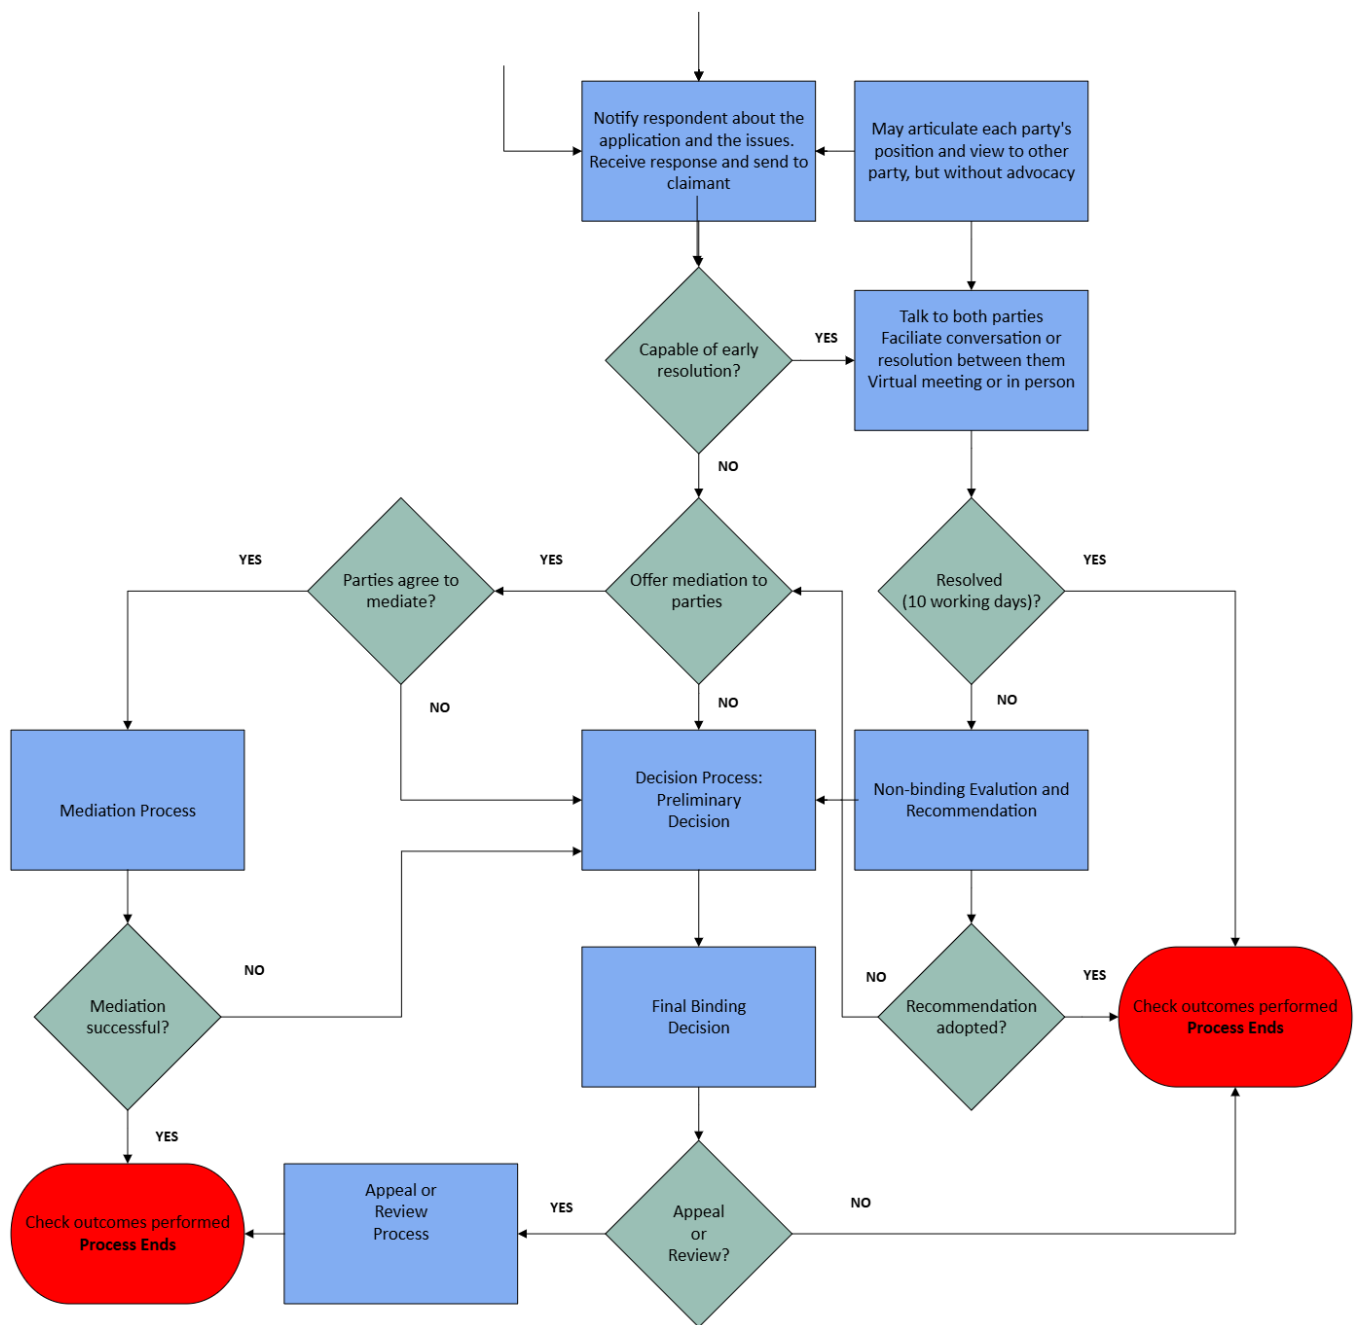 Notify respondent about the
application and the issues.
Receive response and send to
claimant
May articulate each party's
position and view to other
party, but without advocacy
Capable of early
resolution?
YES
Talk to both parties
Faciliate conversation or
resolution between them
Virtual meeting or in person
NO
YES
Parties agree to
mediate?
YES
Offer mediation to
parties
Resolved
(10 working days)?
YES
NO
NO
NO
Mediation Process
Decision Process:
Preliminary
Decision
Non-binding Evalution and
Recommendation
Mediation
successful?
NO
Final Binding
Decision
NO
Recommendation
adopted?
YES
Check outcomes performed
Process Ends
YES
Check outcomes performed
Process Ends
Appeal or
Review
Process
YES
Appeal
or
Review?
NO